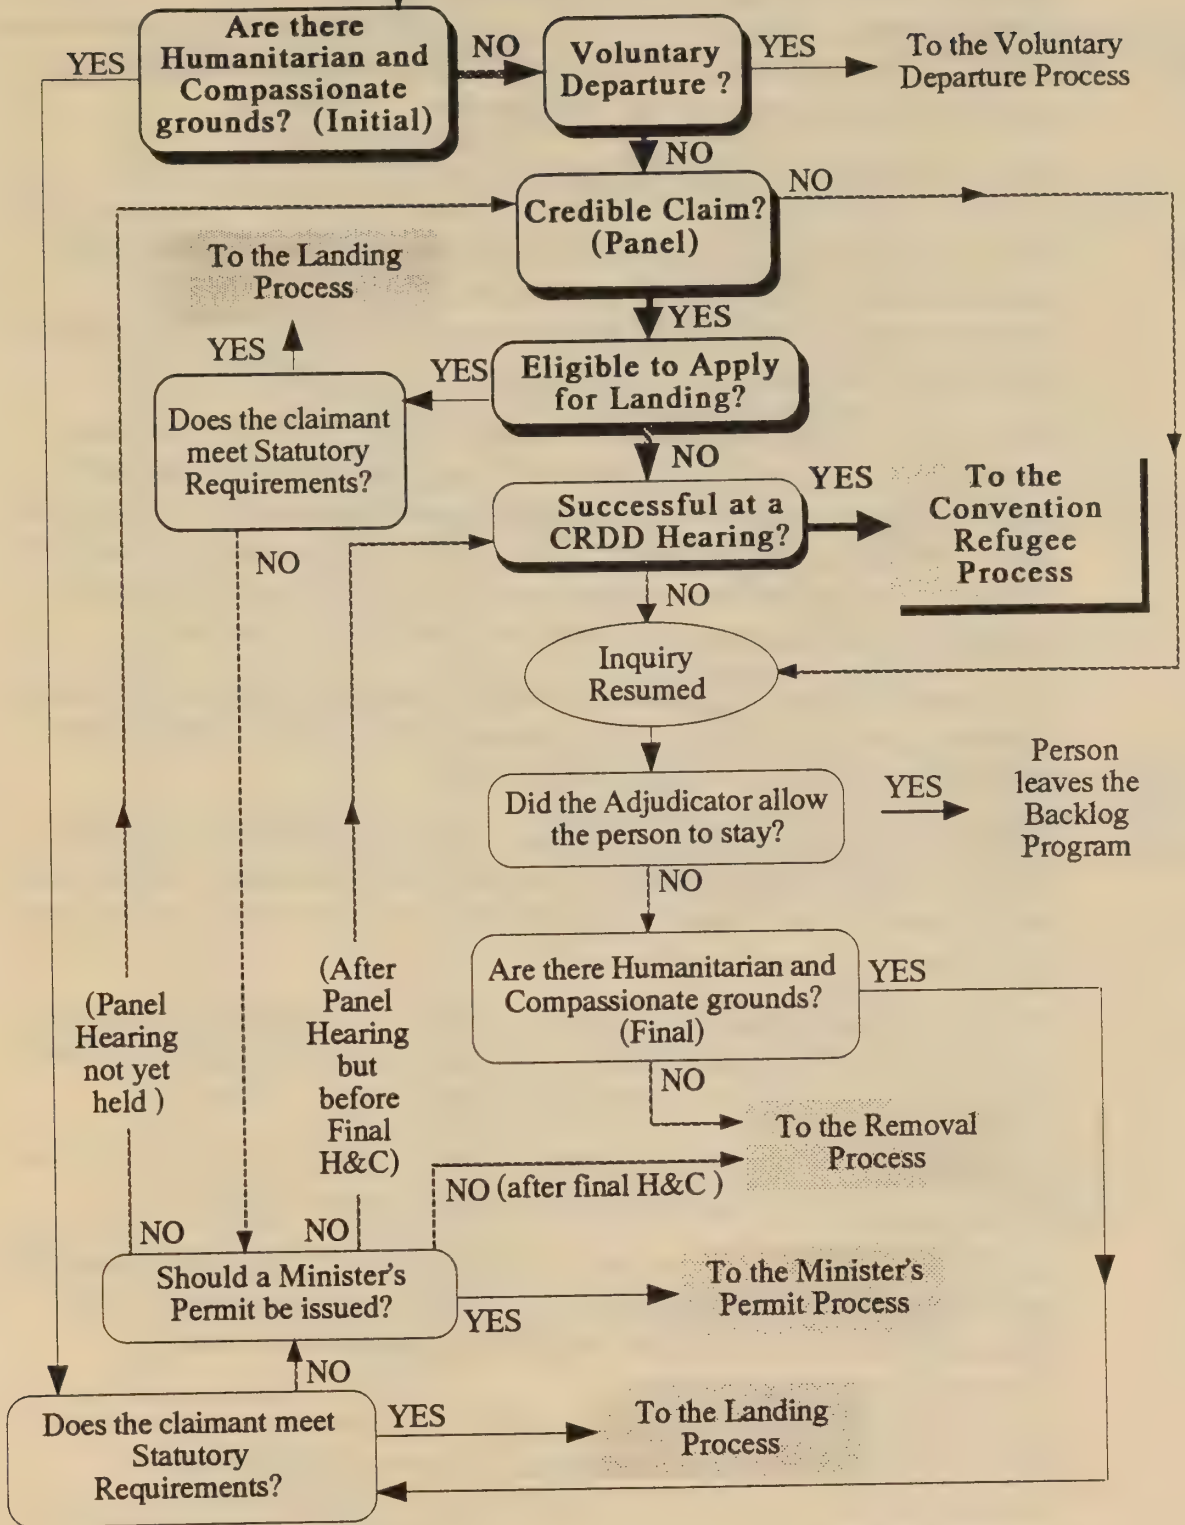 Are there
Humanitarian and
Compassionate
grounds? (Initial)
YES
NO
Voluntary
Departure ?
YES
To the Voluntary
Departure Process
NO
Credible Claim?
(Panel)
NO
To the Landing
Process
YES
YES
Eligible to Apply
for Landing?
YES
Does the claimant
meet Statutory
Requirements?
NO
NO
Successful at a
CRDD Hearing?
YES
To the
Convention
Refugee
Process
NO
Inquiry
Resumed
Did the Adjudicator allow
the person to stay?
YES
Person
leaves the
Backlog
Program
NO
Are there Humanitarian and
Compassionate grounds?
(Final)
YES
NO
(Panel
Hearing
not yet
held )
(After
Panel
Hearing
but
before
Final
H&C)
To the Removal
Process
NO (after final H&C )
NO
NO
Should a Minister's
Permit be issued?
YES
To the Minister's
Permit Process
NO
Does the claimant meet
Statutory
Requirements?
YES
To the Landing
Process